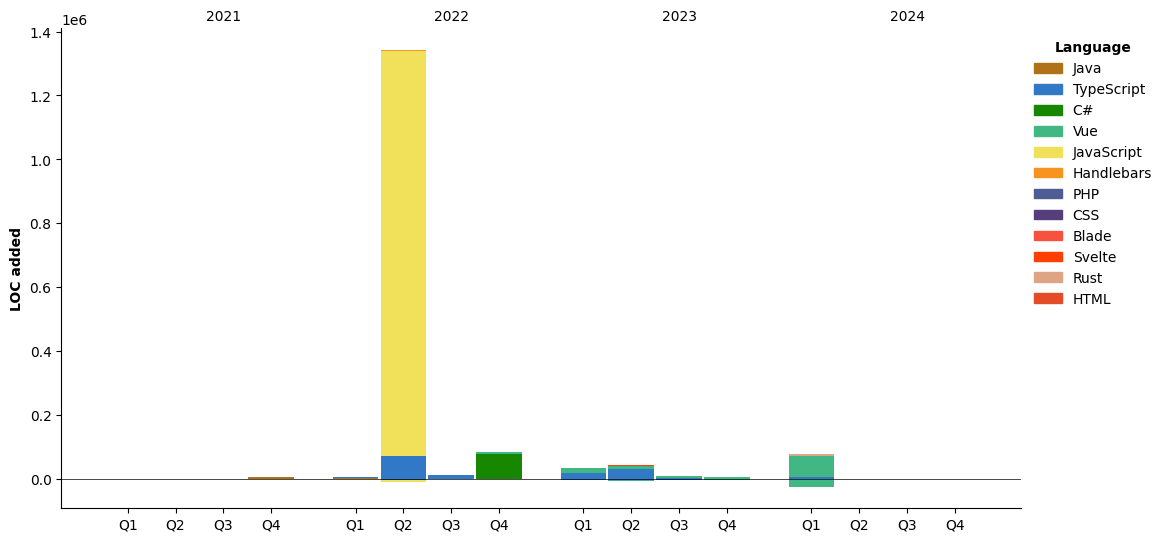 2021 2022 2023 2024
1e6
1.4
1.2
1.0
0.8
0.6
0.4
0.2
0.0
LOC added
Q1 Q2 Q3 Q4 Q1 Q2 Q3 Q4 Q1 Q2 Q3 Q4 Q1 Q2 Q3 Q4
Language
Java
TypeScript
C#
Vue
JavaScript
Handlebars
PHP
CSS
Blade
Svelte
Rust
HTML